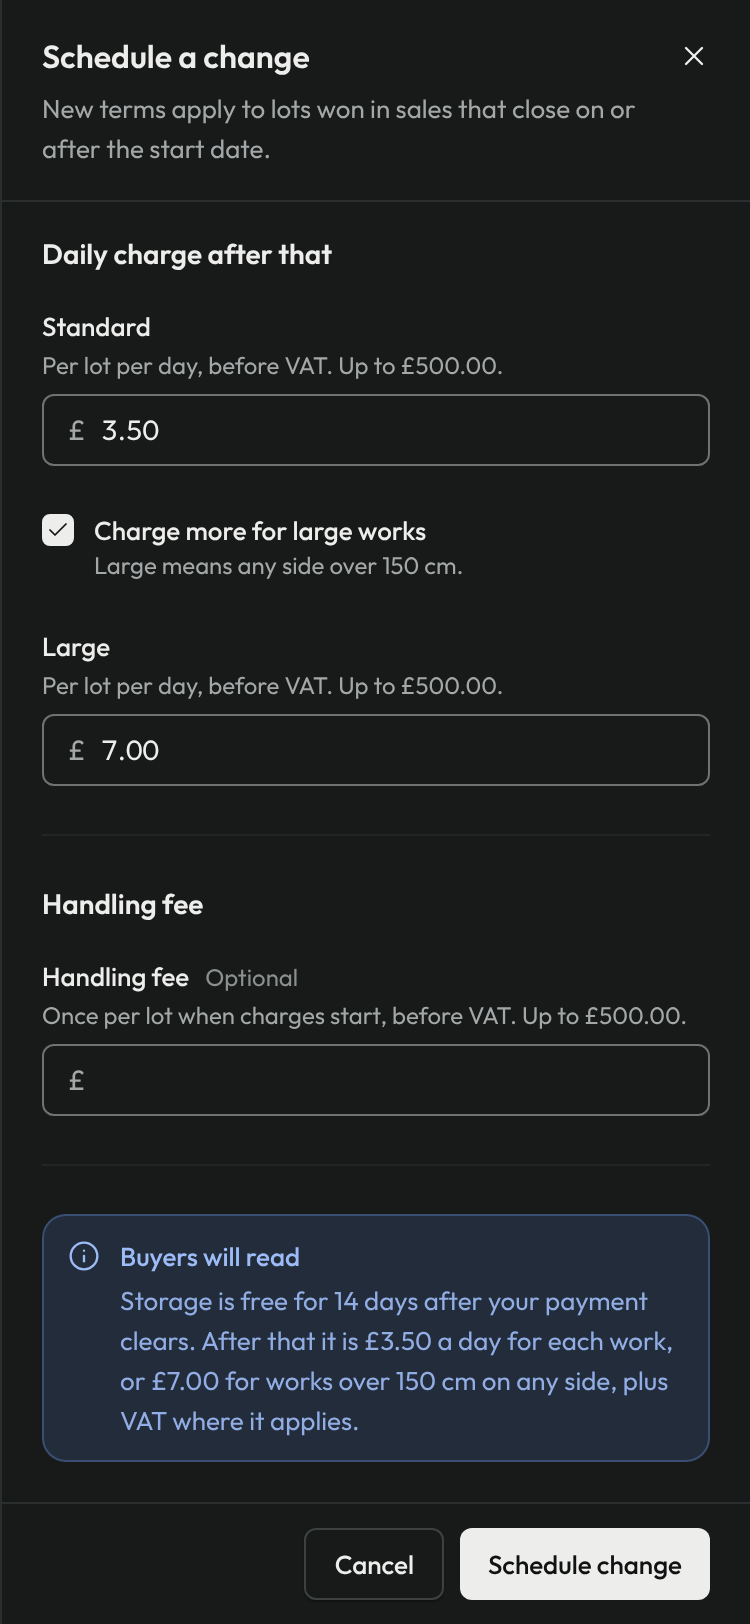 Schedule a change
New terms apply to lots won in sales that close on or
after the start date.
Daily charge after that
Standard
Per lot per day, before VAT. Up to £500.00.
£ 3.50
Charge more for large works
Large means any side over 150 cm.
Large
Per lot per day, before VAT. Up to £500.00.
£ 7.00
Handling fee
Handling fee Optional
Once per lot when charges start, before VAT. Up to £500.00.
£
Buyers will read
Storage is free for 14 days after your payment
clears. After that it is £3.50 a day for each work,
or £7.00 for works over 150 cm on any side, plus
VAT where it applies.
Cancel Schedule change